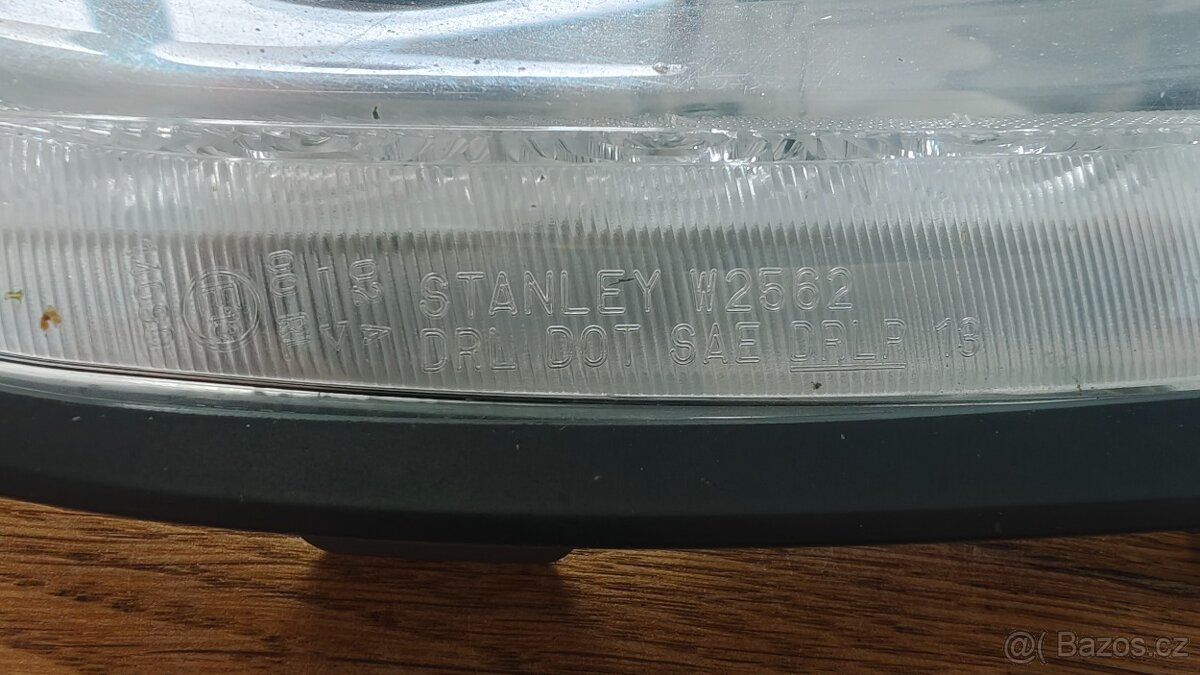 STANLEY W2562
DRL DOT SAE DRLP 13
Bazos.cz